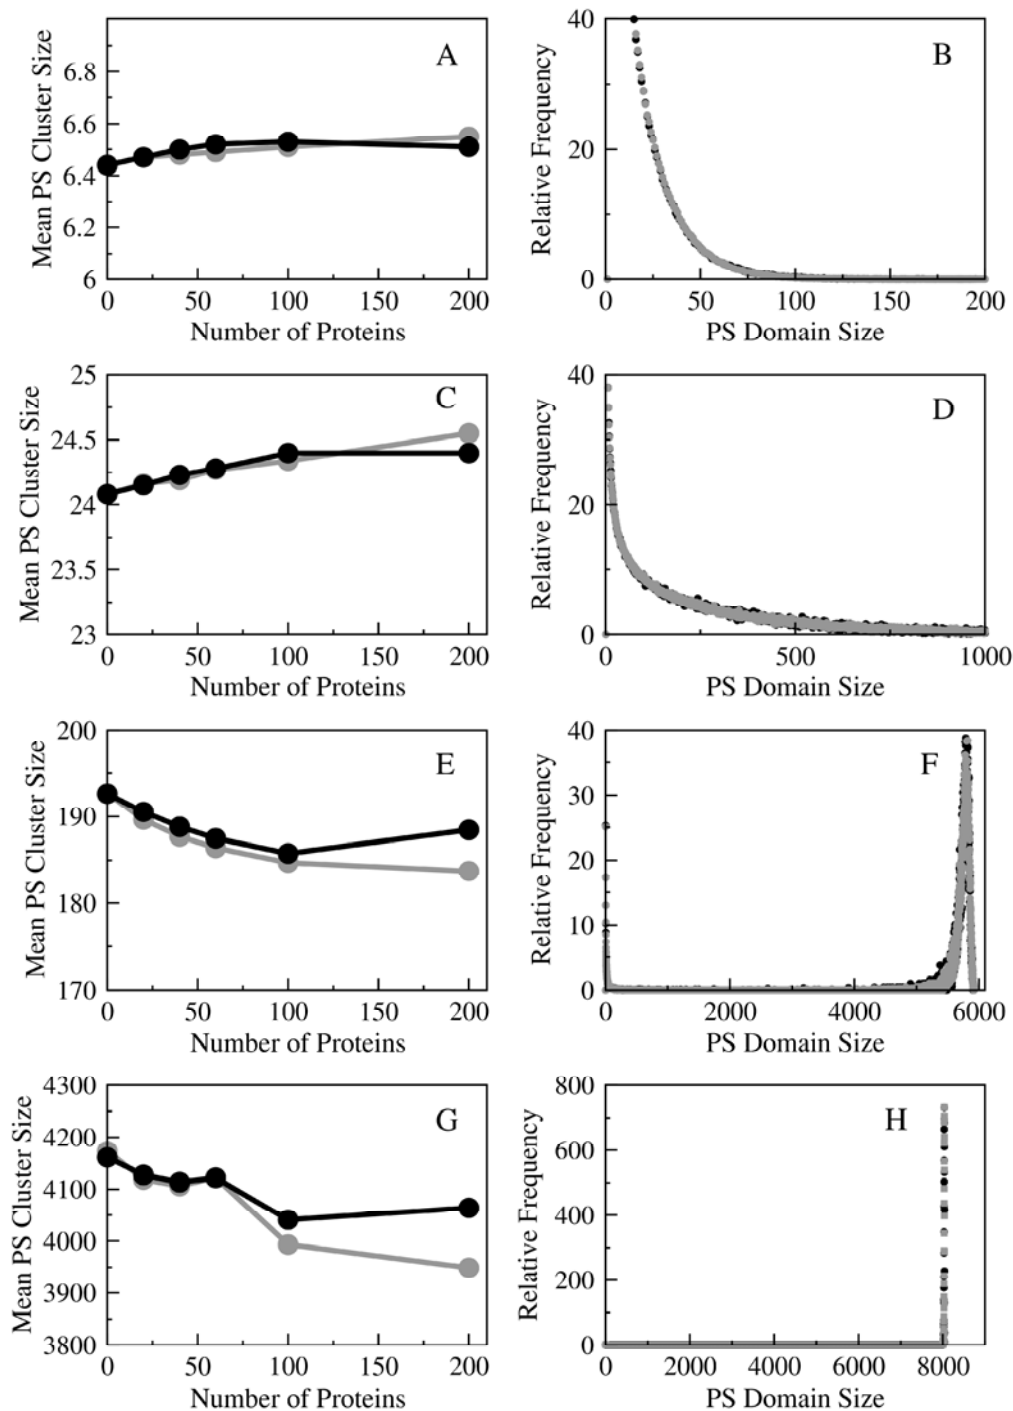 Mean PS Cluster Size
6.8
6.6
6.4
6.2
6
A
0 50 100 150 200
Number of Proteins
Relative Frequency
40
20
0
B
0 50 100 150 200
PS Domain Size
Mean PS Cluster Size
25
24.5
24
23.5
23
C
0 50 100 150 200
Number of Proteins
Relative Frequency
40
20
0
D
0 500 1000
PS Domain Size
Mean PS Cluster Size
200
190
180
170
E
0 50 100 150 200
Number of Proteins
Relative Frequency
40
30
20
10
0
F
0 2000 4000 6000
PS Domain Size
Mean PS Cluster Size
4300
4200
4100
4000
3900
3800
G
0 50 100 150 200
Number of Proteins
Relative Frequency
800
600
400
200
0
H
0 2000 4000 6000 8000
PS Domain Size